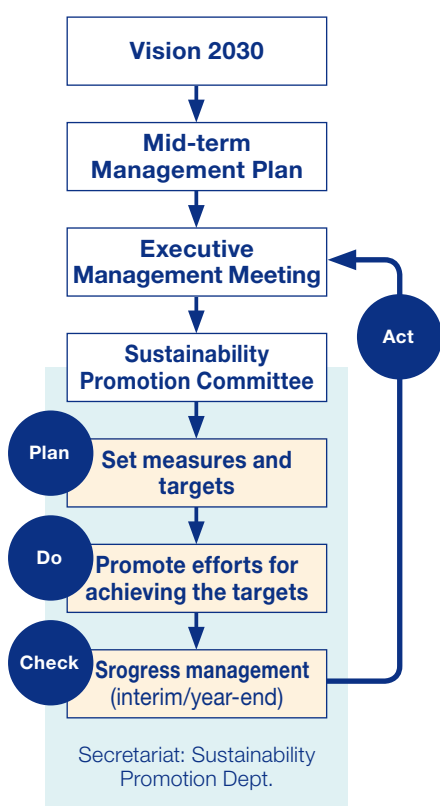 Vision 2030
Mid-term
Management Plan
Executive
Management Meeting
Act
Sustainability
Promotion Committee
Plan
Set measures and
targets
Do
Promote efforts for
achieving the targets
Check
Srogress management
(interim/year-end)
Secretariat: Sustainability
Promotion Dept.